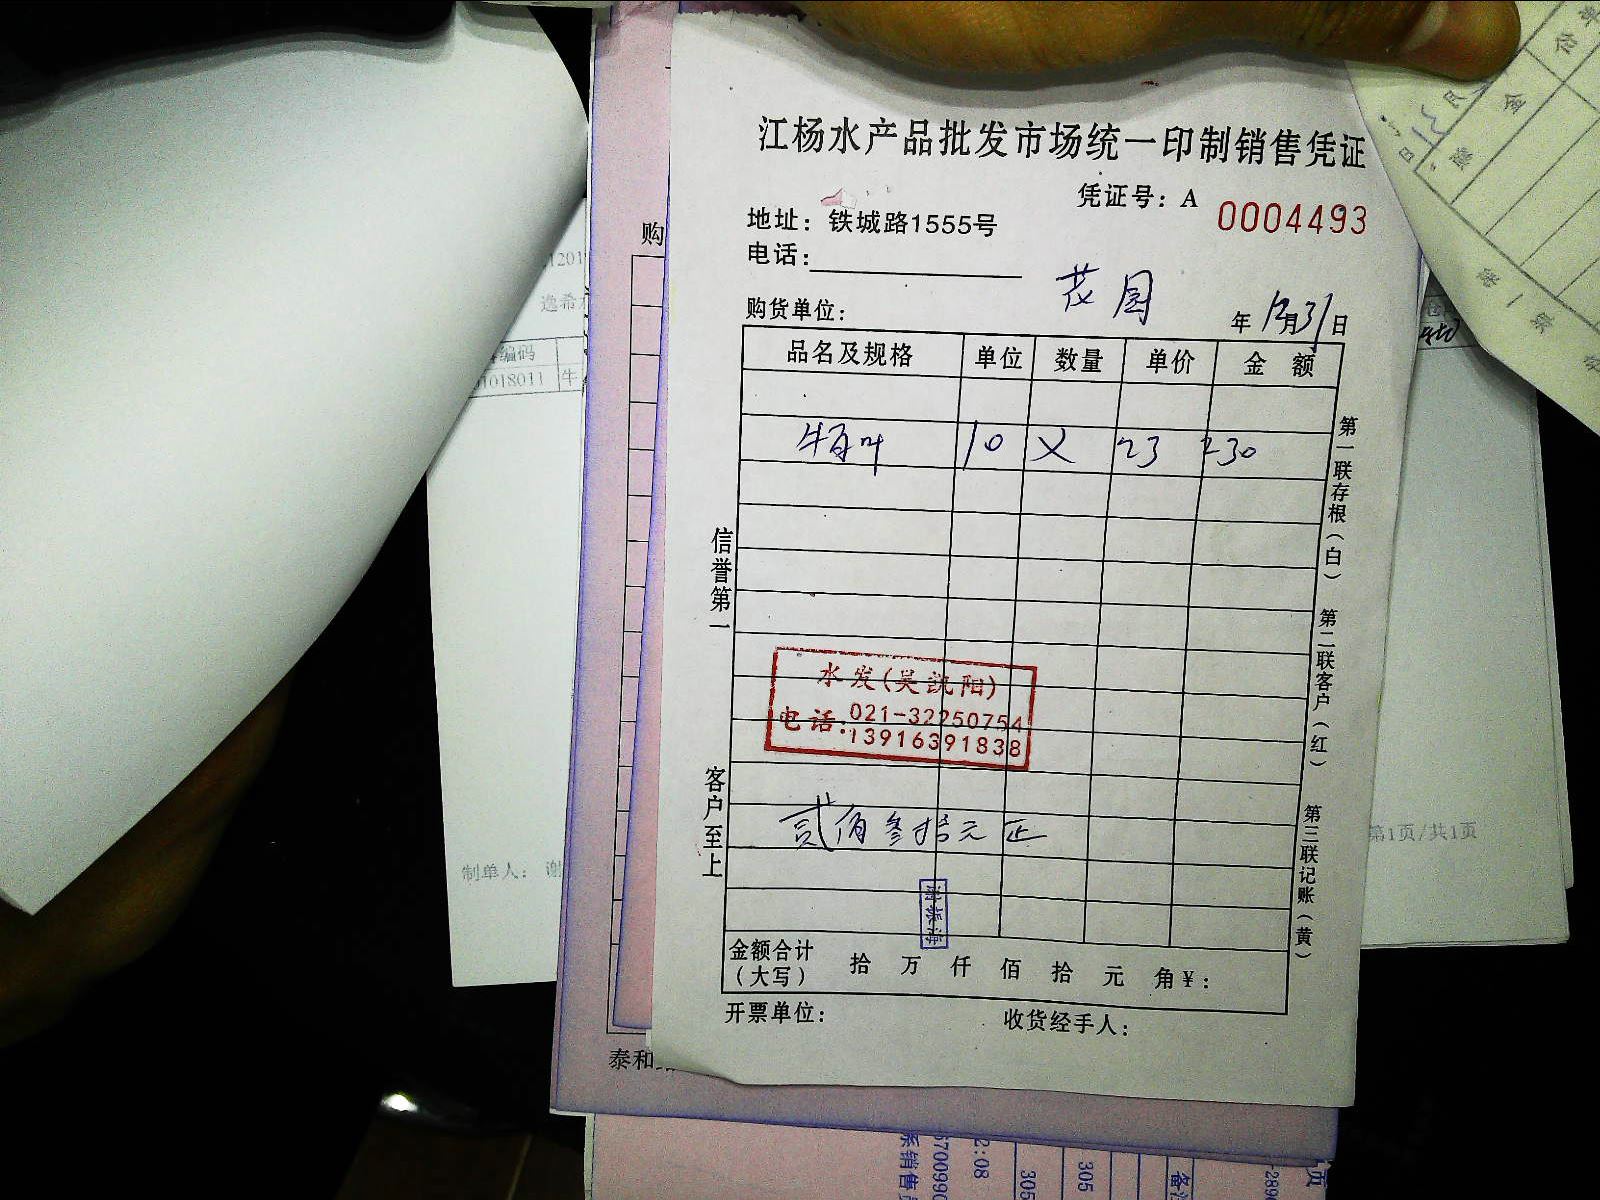 江杨水产品批发市场统一印制销售凭证
凭证号：A 0004493
地址：铁城路1555号
电话：
花园
购货单位：
年 12月31日
品名及规格 单位 数量 单价 金 额
牛百叶 10 23 230
信誉第一
客户至上
第一联存根（白） 第二联客户（红） 第三联记账（黄）
水发(吴凯阳)
电话：021-32250754
13916391838
贰佰叁拾元正
金额合计（大写） 拾 万 仟 佰 拾 元 角 ¥：
开票单位： 收货经手人：
购
编码
01018011 牛
制单人： 谢
第1页/共1页
泰和
2:08
305
305